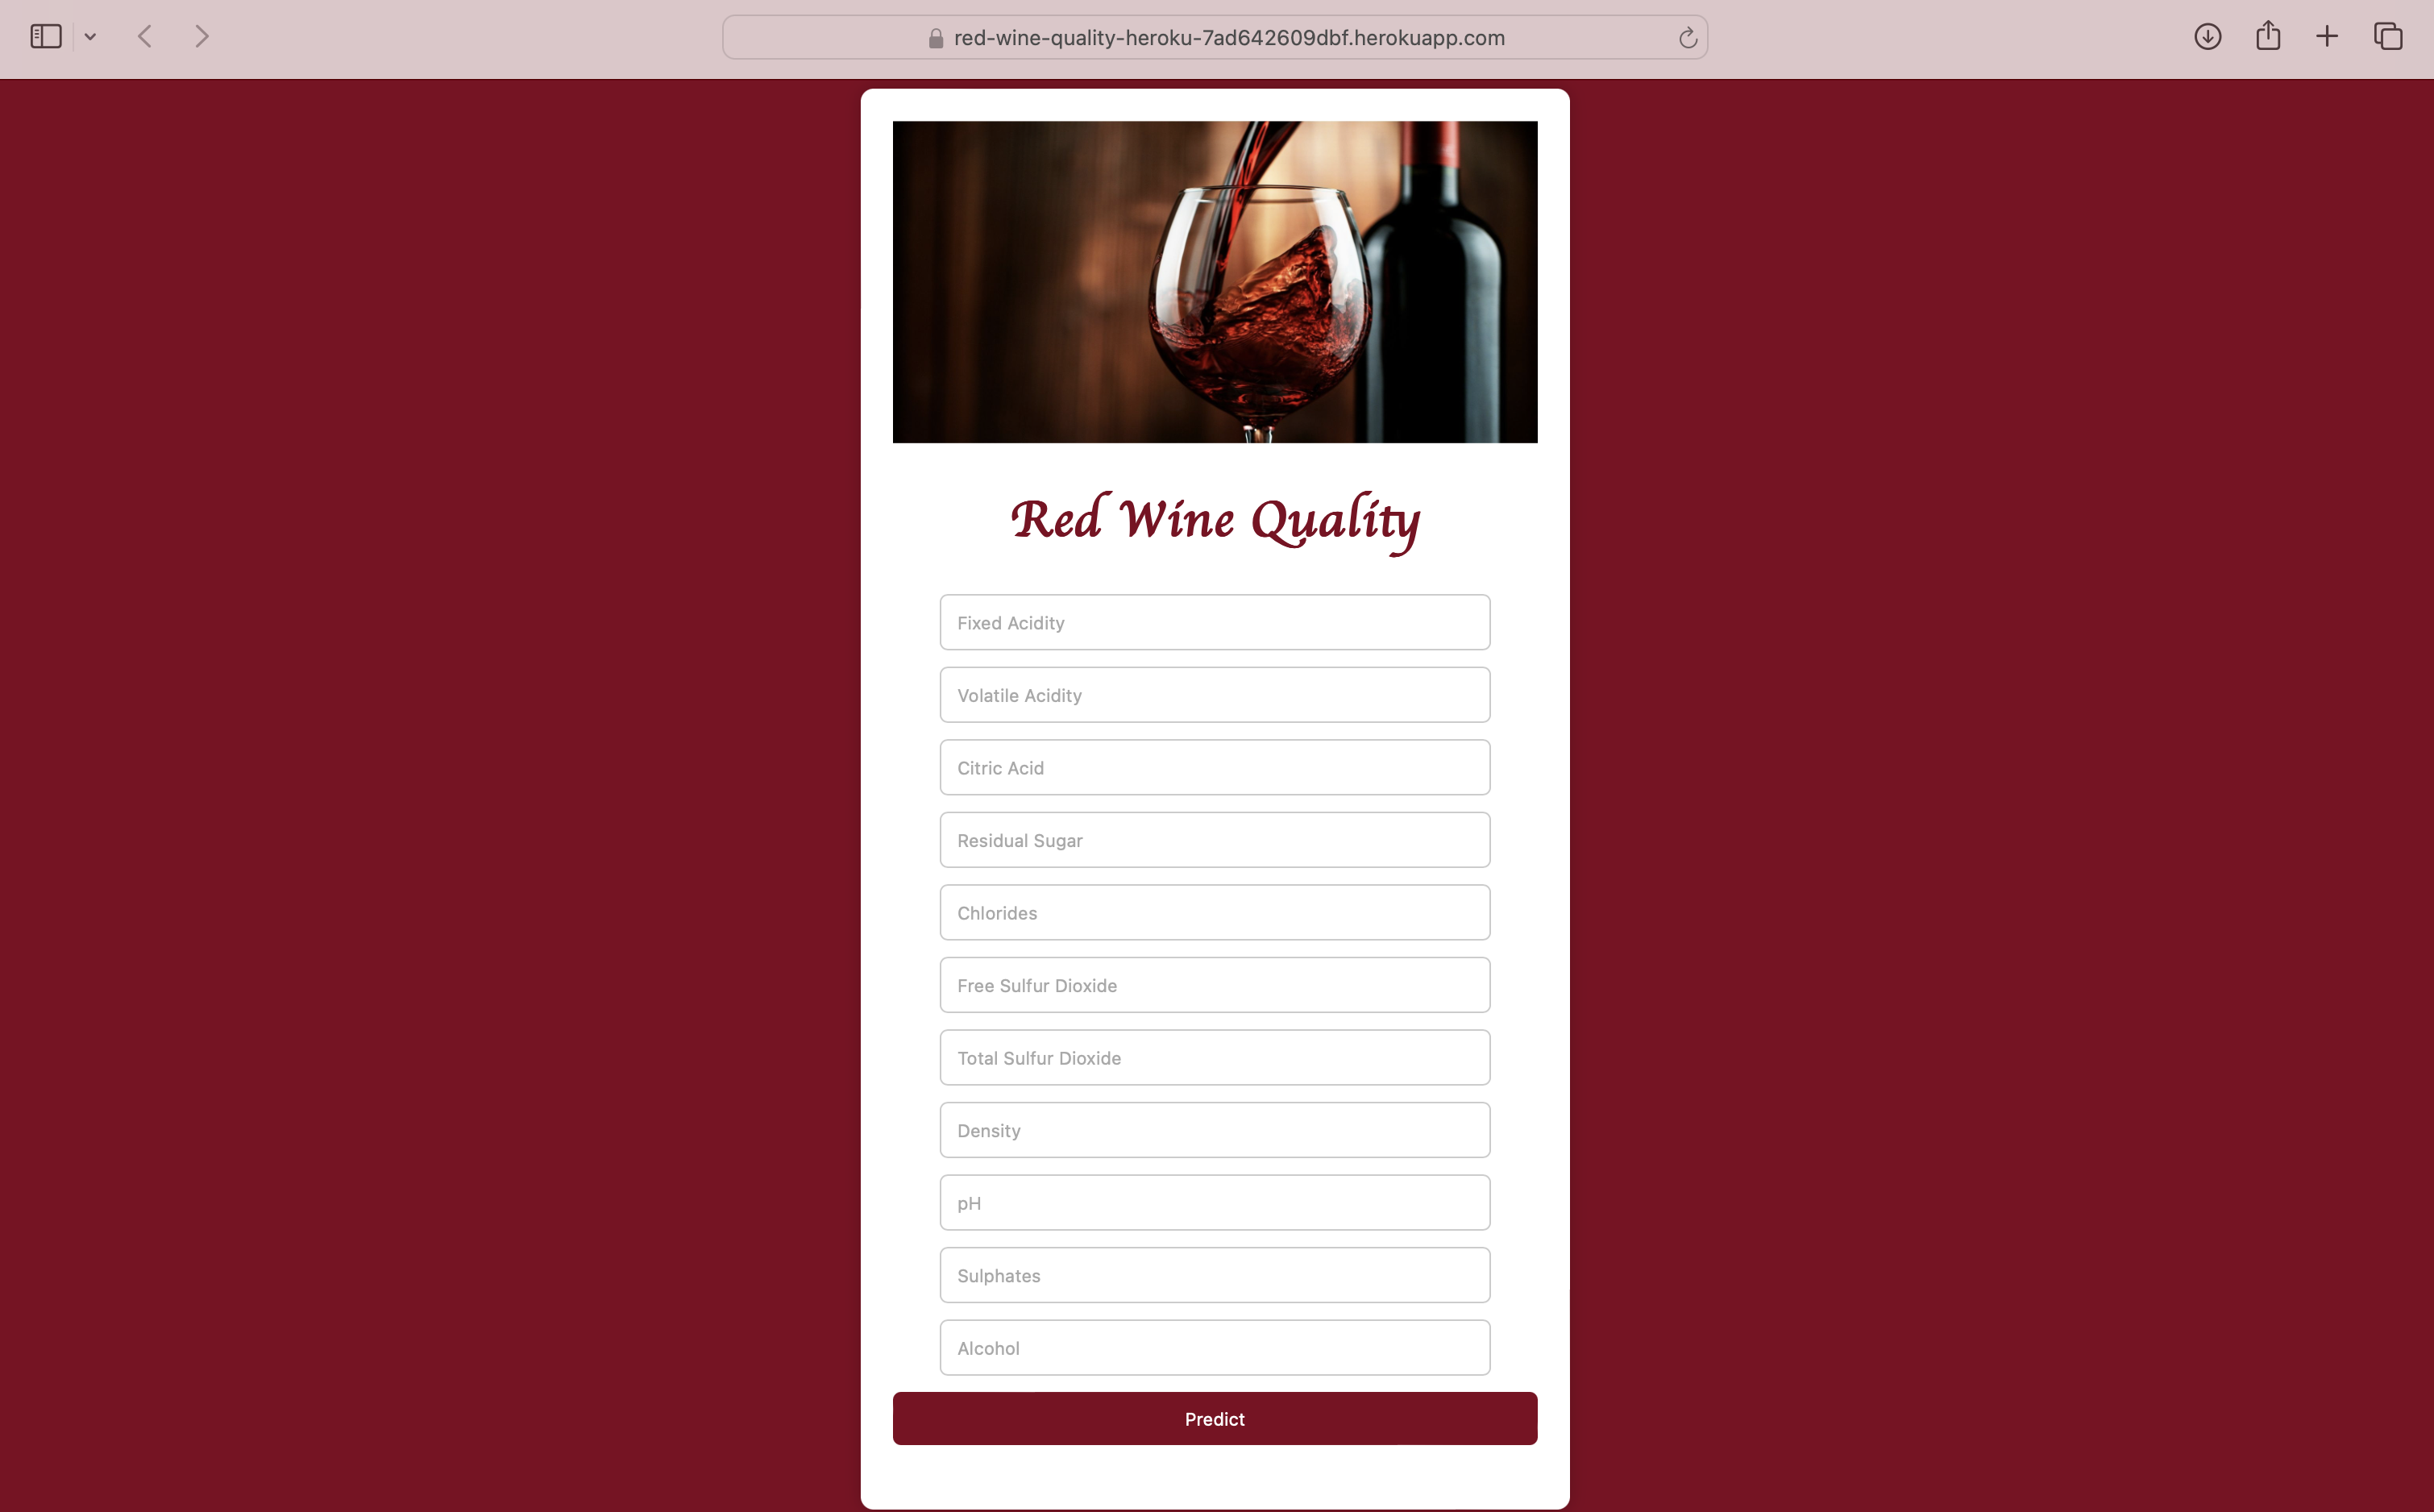 red-wine-quality-heroku-7ad642609dbf.herokuapp.com
Red Wine Quality
Fixed Acidity
Volatile Acidity
Citric Acid
Residual Sugar
Chlorides
Free Sulfur Dioxide
Total Sulfur Dioxide
Density
pH
Sulphates
Alcohol
Predict